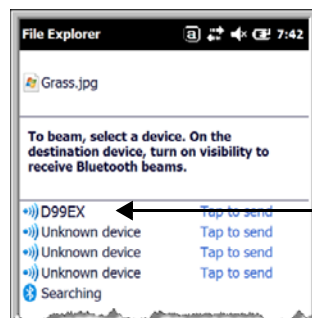 File Explorer a 7:42
Grass.jpg
To beam, select a device. On the
destination device, turn on visibility to
receive Bluetooth beams.
D99EX Tap to send
Unknown device Tap to send
Unknown device Tap to send
Unknown device Tap to send
Searching